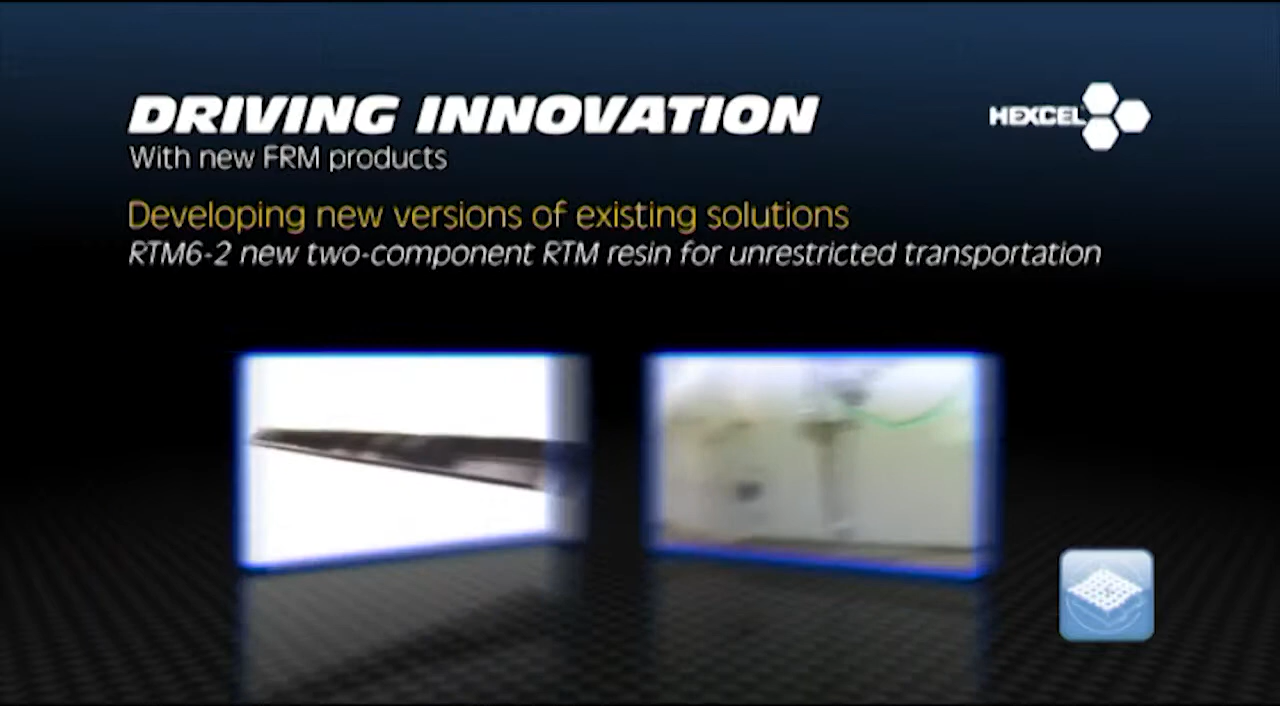 DRIVING INNOVATION
HEXCEL
With new FRM products
Developing new versions of existing solutions
RTM6-2 new two-component RTM resin for unrestricted transportation